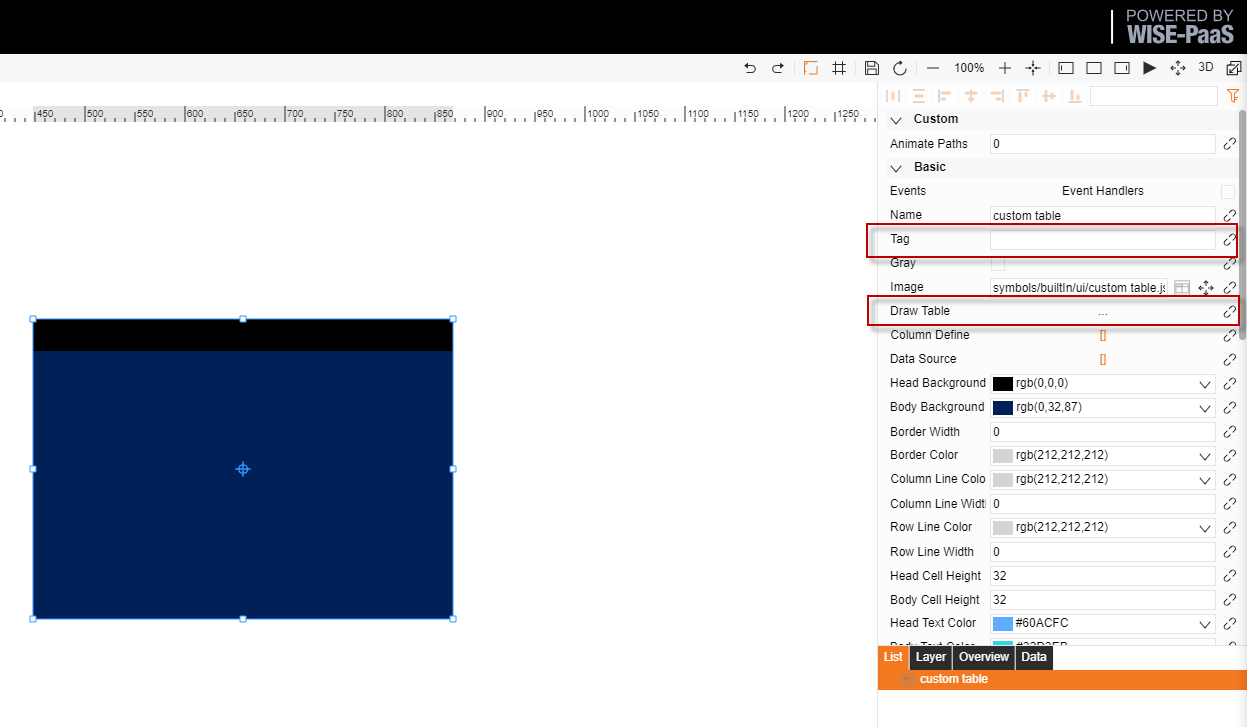 POWERED BY
WISE-PaaS
100%
3D
450 500 550 600 650 700 750 800 850 900 950 1000 1050 1100 1150 1200 1250
Custom
Animate Paths 0
Basic
Events Event Handlers
Name custom table
Tag
Gray
Image symbols/builtIn/ui/custom table.js
Draw Table ...
Column Define []
Data Source []
Head Background rgb(0,0,0)
Body Background rgb(0,32,87)
Border Width 0
Border Color rgb(212,212,212)
Column Line Colo rgb(212,212,212)
Column Line Widt 0
Row Line Color rgb(212,212,212)
Row Line Width 0
Head Cell Height 32
Body Cell Height 32
Head Text Color #60ACFC
Body Text Color
List Layer Overview Data
custom table